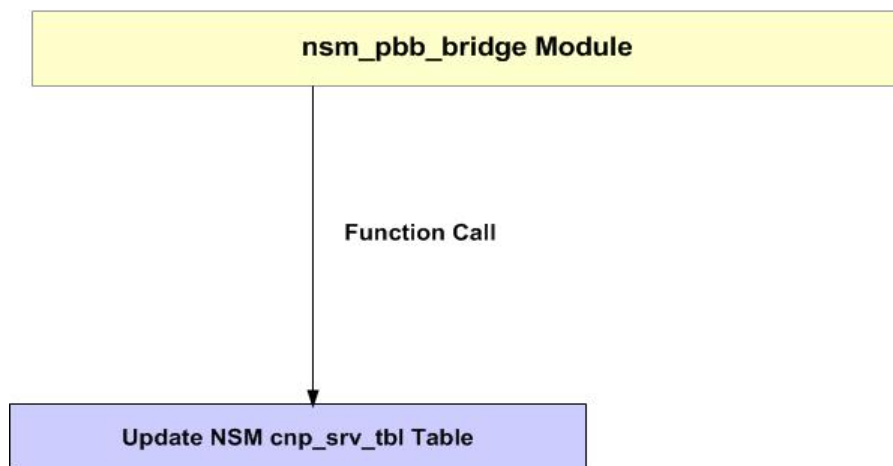 nsm_pbb_bridge Module
Function Call
Update NSM cnp_srv_tbl Table